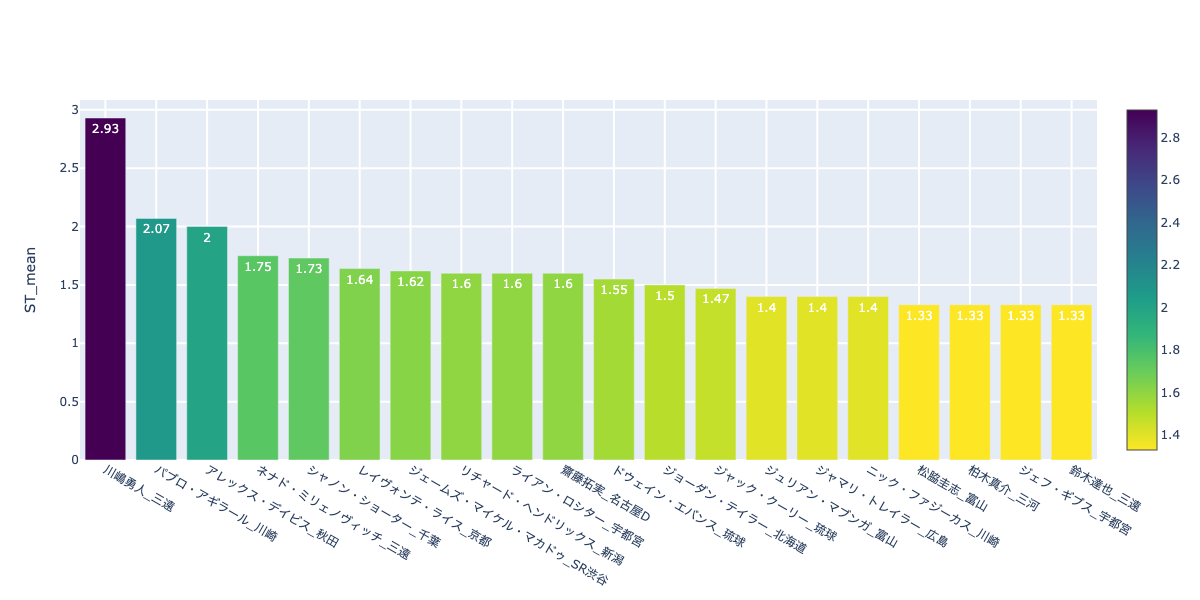 ST_mean
3
2.5
2
1.5
1
0.5
0
2.93
2.07
2
1.75
1.73
1.64
1.62
1.6
1.6
1.6
1.55
1.5
1.47
1.4
1.4
1.4
1.33
1.33
1.33
1.33
川嶋勇人_三遠
パブロ・アギラール_川崎
アレックス・デイビス_秋田
ネナド・ミリェノヴィッチ_三遠
シャノン・ショーター_千葉
レイヴォンテ・ライス_京都
ジェームズ・マイケル・マカドゥ_SR渋谷
リチャード・ヘンドリックス_新潟
ライアン・ロシター_宇都宮
齋藤拓実_名古屋D
ドウェイン・エバンス_琉球
ジョーダン・テイラー_北海道
ジャック・クーリー_琉球
ジュリアン・マブンガ_富山
ジャマリ・トレイラー_広島
ニック・ファジーカス_川崎
松脇圭志_富山
柏木真介_三河
ジェフ・ギブス_宇都宮
鈴木達也_三遠
2.8
2.6
2.4
2.2
2
1.8
1.6
1.4